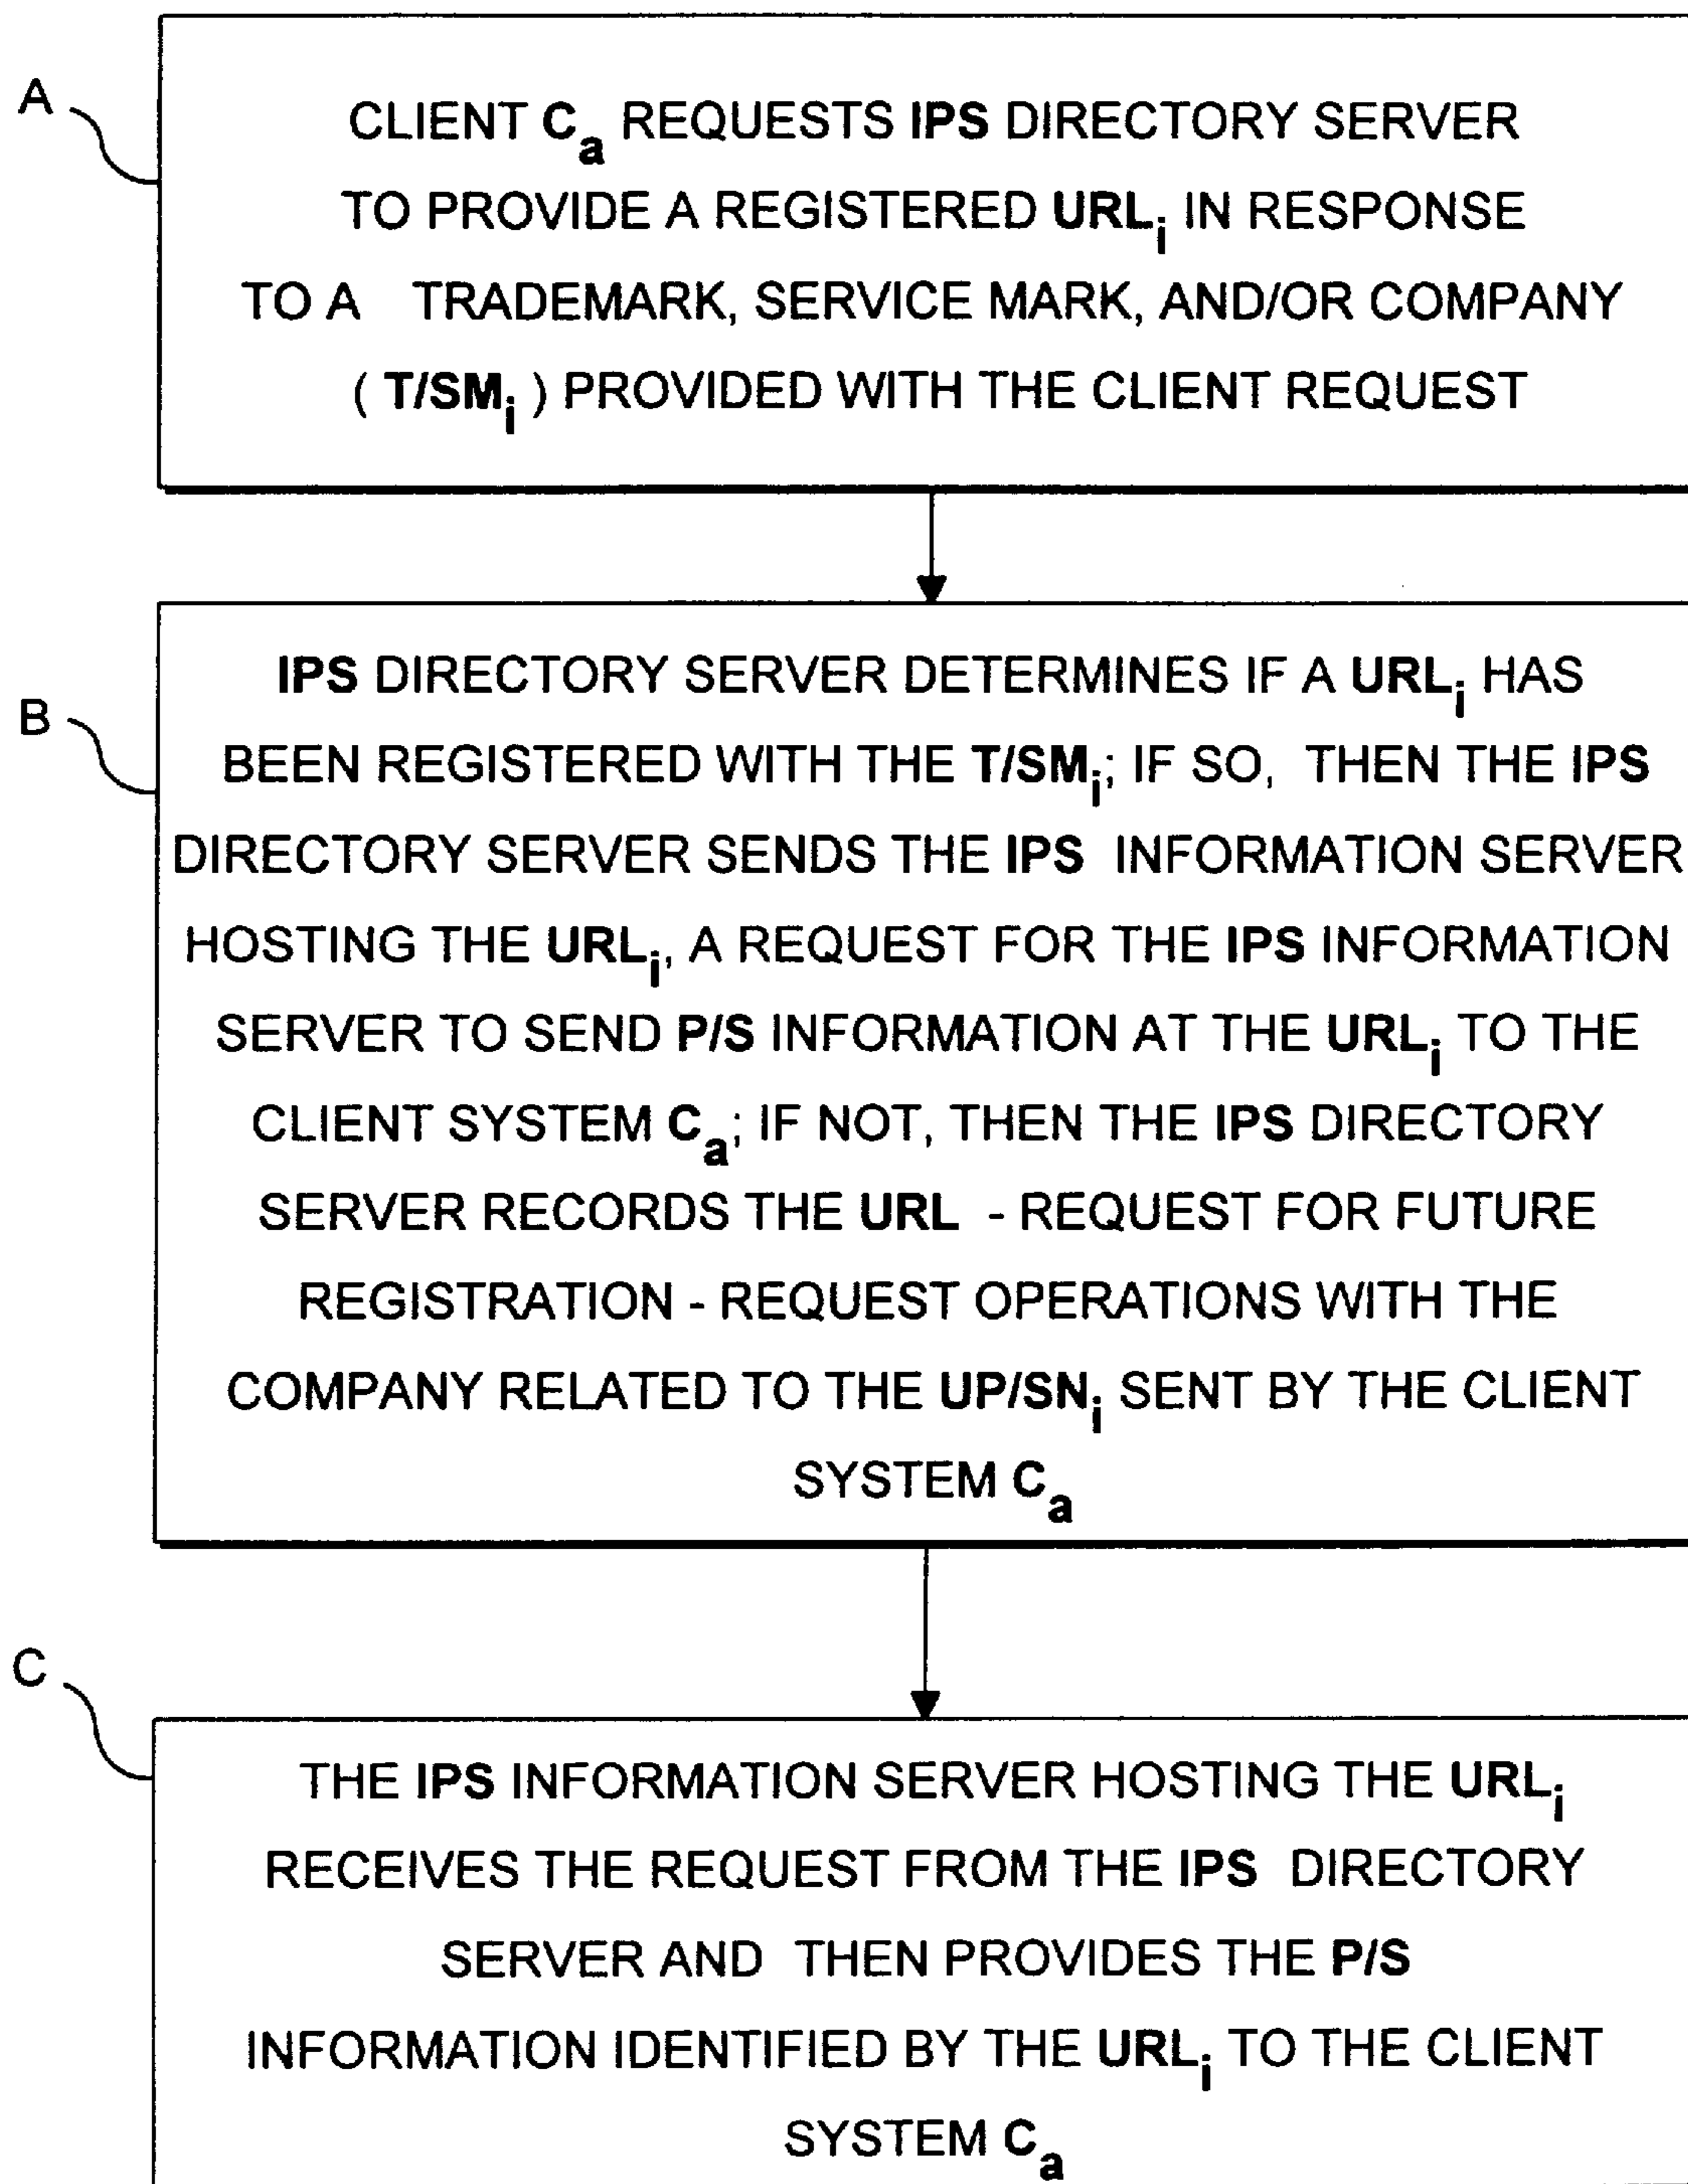 A
CLIENT Ca REQUESTS IPS DIRECTORY SERVER
TO PROVIDE A REGISTERED URLi IN RESPONSE
TO A TRADEMARK, SERVICE MARK, AND/OR COMPANY
( T/SMi ) PROVIDED WITH THE CLIENT REQUEST
B
IPS DIRECTORY SERVER DETERMINES IF A URLi HAS
BEEN REGISTERED WITH THE T/SMi; IF SO, THEN THE IPS
DIRECTORY SERVER SENDS THE IPS INFORMATION SERVER
HOSTING THE URLi, A REQUEST FOR THE IPS INFORMATION
SERVER TO SEND P/S INFORMATION AT THE URLi TO THE
CLIENT SYSTEM Ca; IF NOT, THEN THE IPS DIRECTORY
SERVER RECORDS THE URL - REQUEST FOR FUTURE
REGISTRATION - REQUEST OPERATIONS WITH THE
COMPANY RELATED TO THE UP/SNi SENT BY THE CLIENT
SYSTEM Ca
C
THE IPS INFORMATION SERVER HOSTING THE URLi
RECEIVES THE REQUEST FROM THE IPS DIRECTORY
SERVER AND THEN PROVIDES THE P/S
INFORMATION IDENTIFIED BY THE URLi TO THE CLIENT
SYSTEM Ca